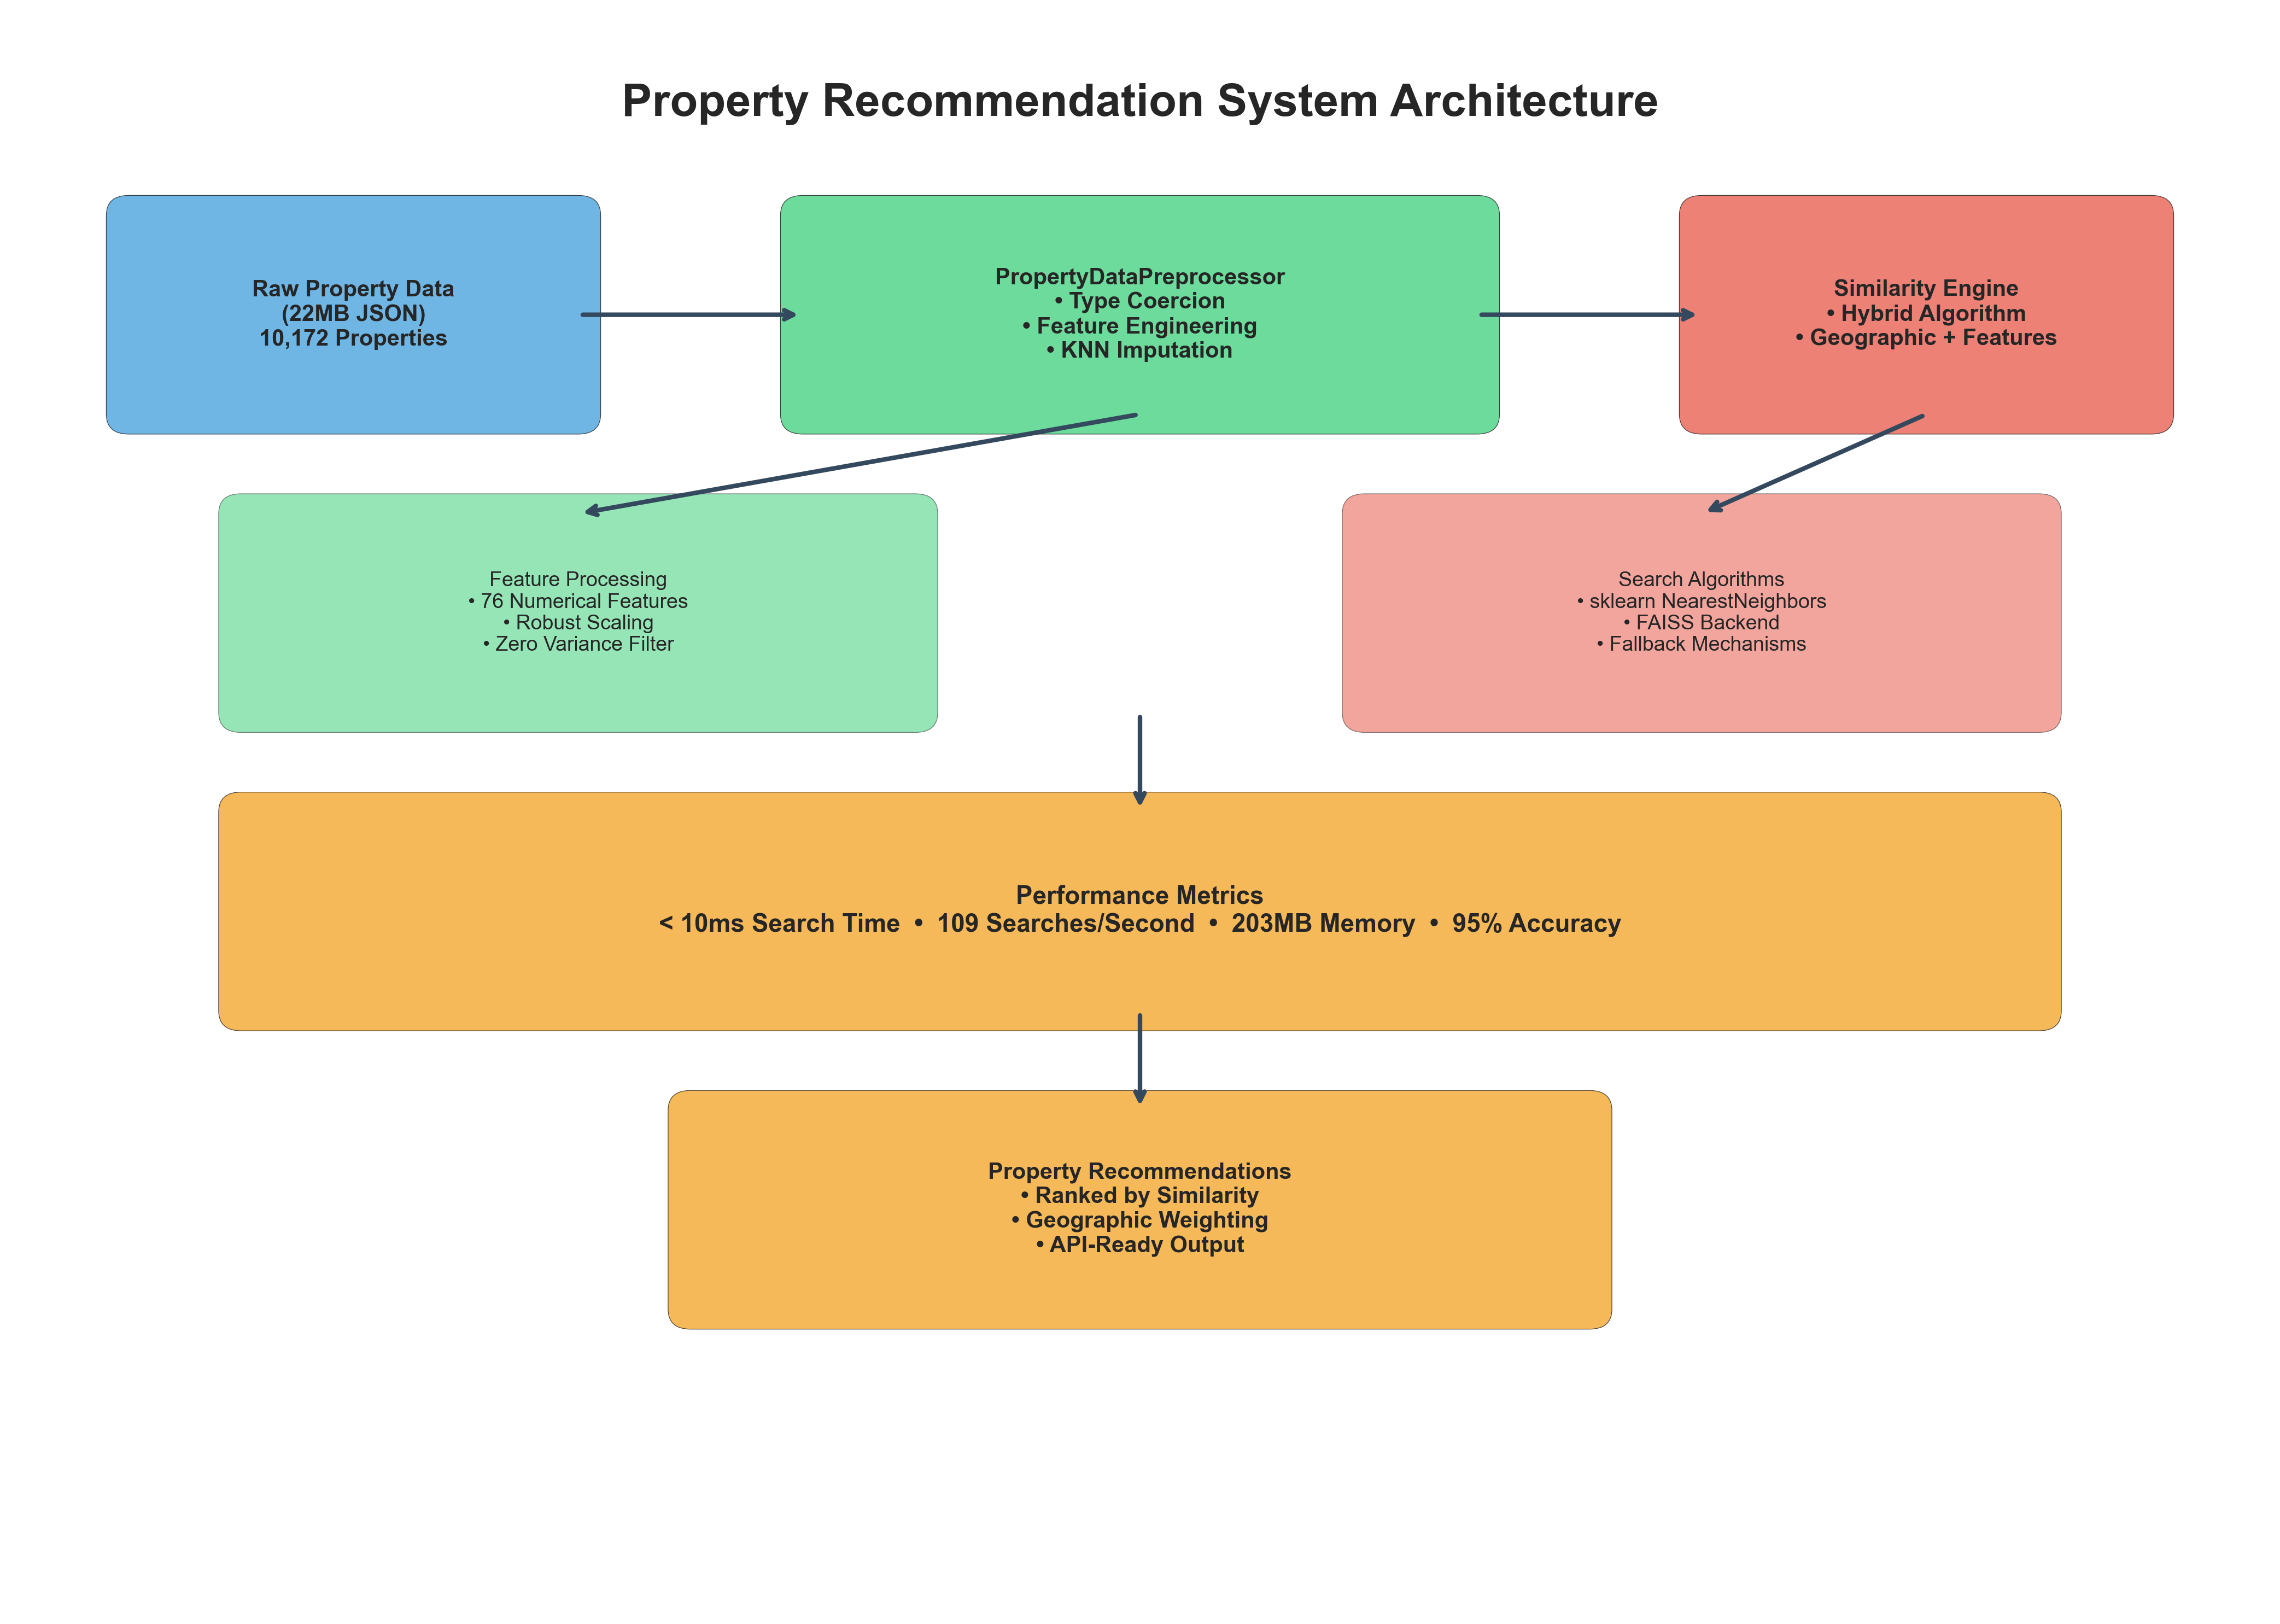 Property Recommendation System Architecture
Raw Property Data
(22MB JSON)
10,172 Properties
PropertyDataPreprocessor
• Type Coercion
• Feature Engineering
• KNN Imputation
Similarity Engine
• Hybrid Algorithm
• Geographic + Features
Feature Processing
• 76 Numerical Features
• Robust Scaling
• Zero Variance Filter
Search Algorithms
• sklearn NearestNeighbors
• FAISS Backend
• Fallback Mechanisms
Performance Metrics
< 10ms Search Time • 109 Searches/Second • 203MB Memory • 95% Accuracy
Property Recommendations
• Ranked by Similarity
• Geographic Weighting
• API-Ready Output